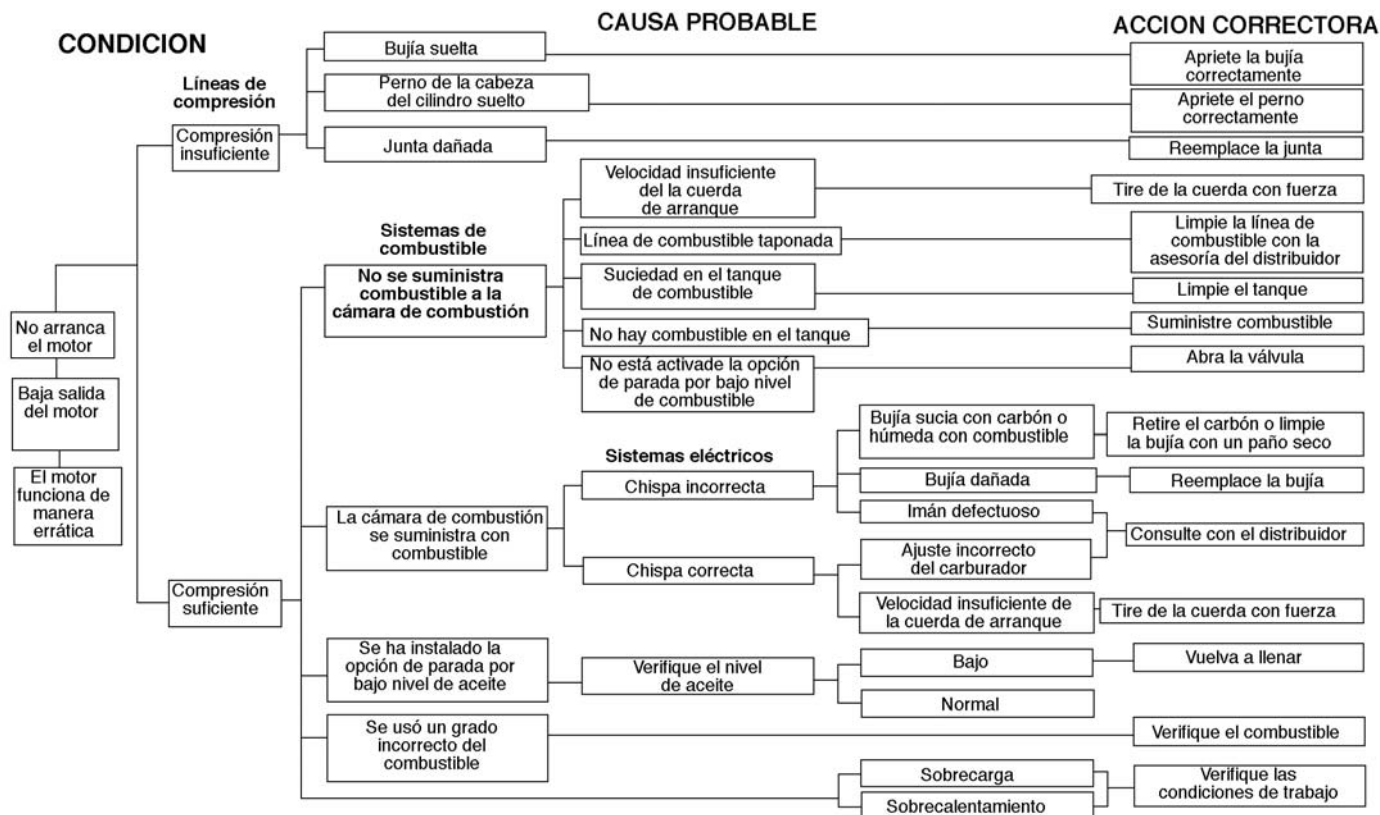 CONDICION
CAUSA PROBABLE
ACCION CORRECTORA
No arranca
el motor
Baja salida
del motor
El motor
funciona de
manera
errática
Líneas de
compresión
Compresión
insuficiente
Bujía suelta
Apriete la bujía
correctamente
Perno de la cabeza
del cilindro suelto
Apriete el perno
correctamente
Junta dañada
Reemplace la junta
Compresión
suficiente
Sistemas de
combustible
No se suministra
combustible a la
cámara de combustión
Velocidad insuficiente
del la cuerda
de arranque
Tire de la cuerda con fuerza
Línea de combustible taponada
Limpie la línea de
combustible con la
asesoría del distribuidor
Suciedad en el tanque
de combustible
Limpie el tanque
No hay combustible en el tanque
Suministre combustible
No está activade la opción
de parada por bajo nivel
de combustible
Abra la válvula
La cámara de combustión
se suministra con
combustible
Sistemas eléctricos
Chispa incorrecta
Bujía sucia con carbón o
húmeda con combustible
Retire el carbón o limpie
la bujía con un paño seco
Bujía dañada
Reemplace la bujía
Imán defectuoso
Consulte con el distribuidor
Chispa correcta
Ajuste incorrecto
del carburador
Velocidad insuficiente de
la cuerda de arranque
Tire de la cuerda con fuerza
Se ha instalado la
opción de parada por
bajo nivel de aceite
Verifique el nivel
de aceite
Bajo
Vuelva a llenar
Normal
Se usó un grado
incorrecto del
combustible
Verifique el combustible
Sobrecarga
Sobrecalentamiento
Verifique las
condiciones de trabajo